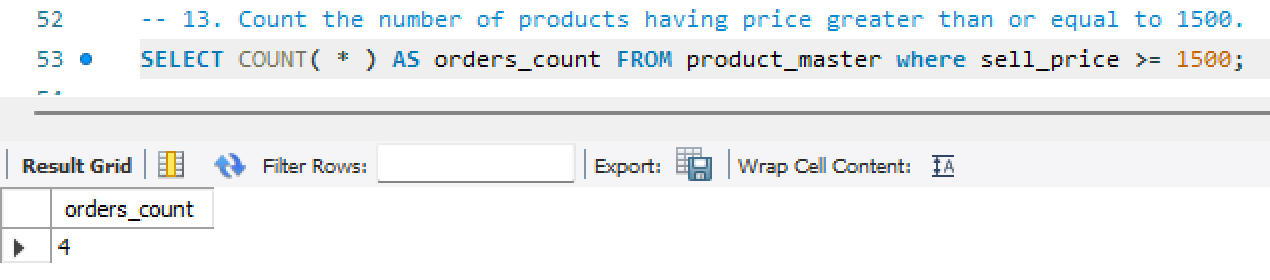 52 -- 13. Count the number of products having price greater than or equal to 1500.
53 SELECT COUNT( * ) AS orders_count FROM product_master where sell_price >= 1500;
Result Grid Filter Rows: Export: Wrap Cell Content: IA
orders_count
4